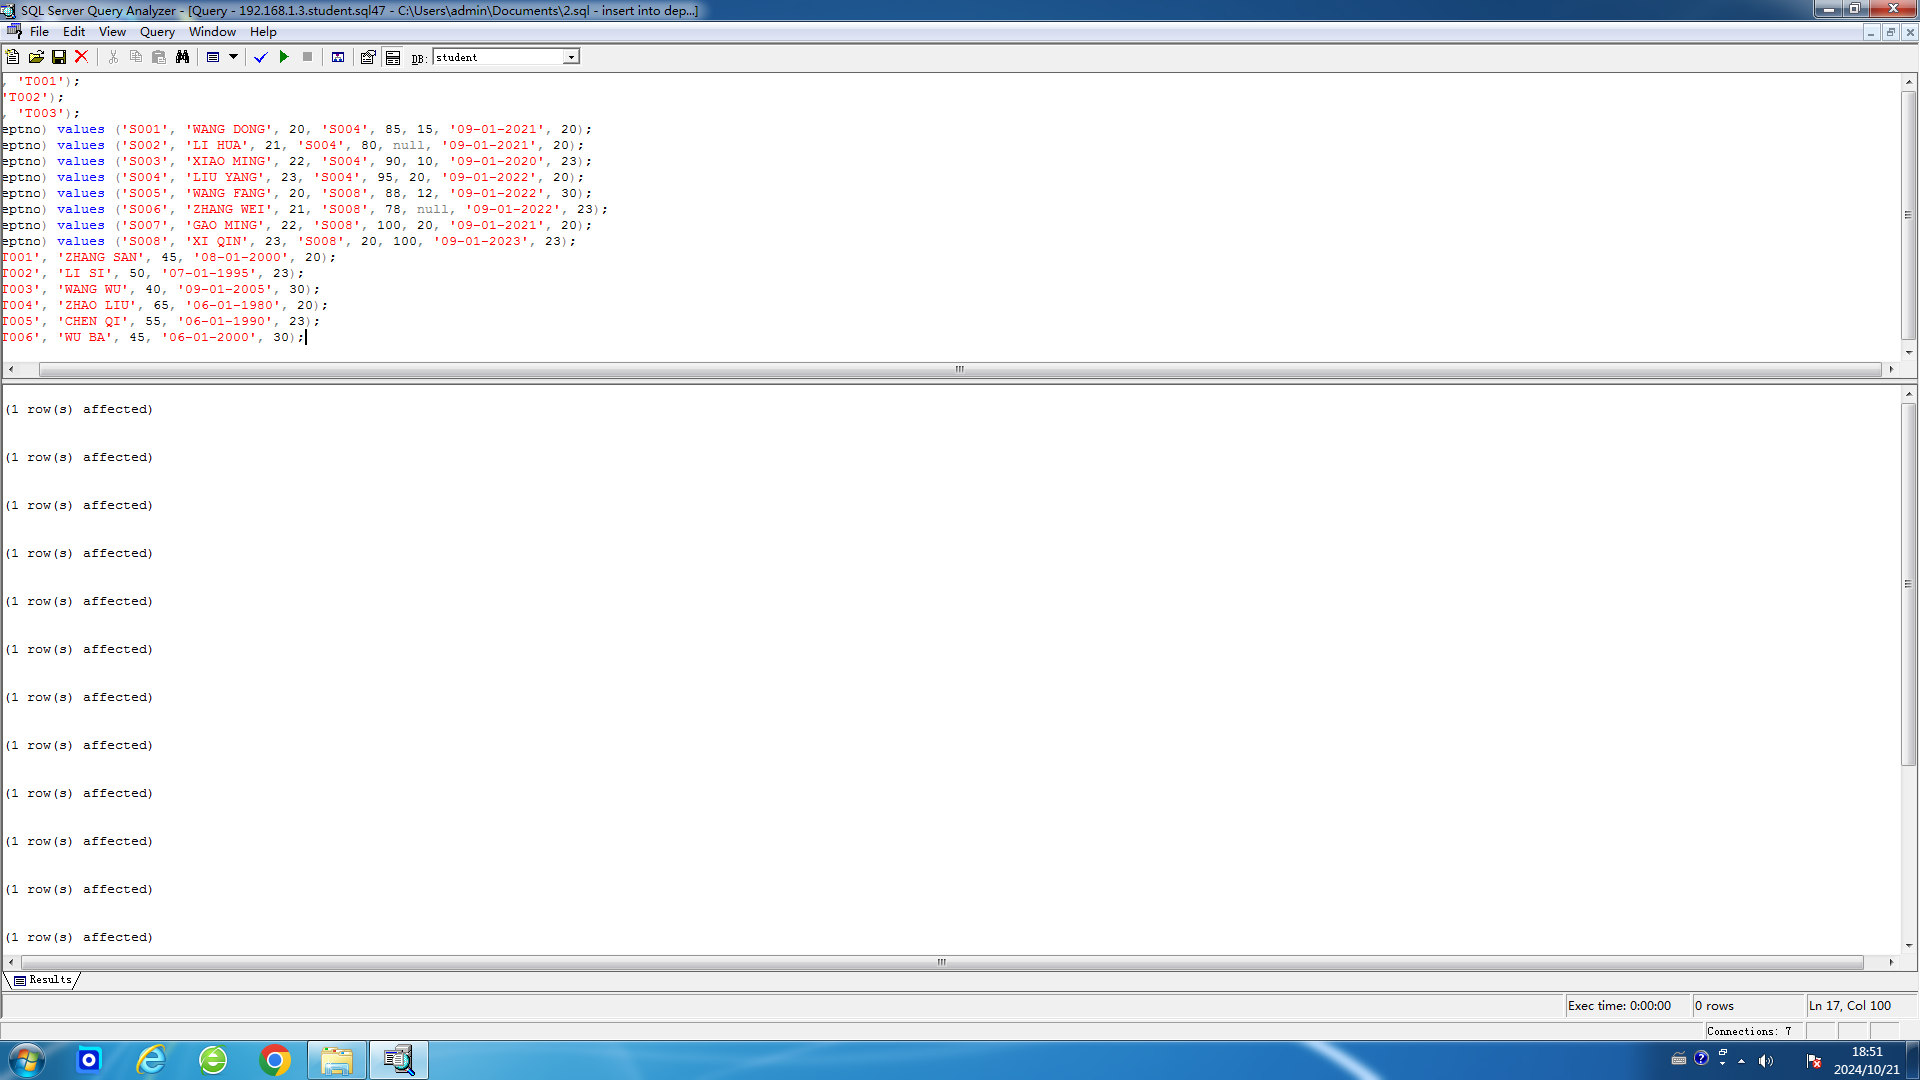 SQL Server Query Analyzer - [Query - 192.168.1.3.student.sql47 - C:\Users\admin\Documents\2.sql - insert into dep...]
File Edit View Query Window Help
DB: student
, 'T001');
'T002');
, 'T003');
eptno) values ('S001', 'WANG DONG', 20, 'S004', 85, 15, '09-01-2021', 20);
eptno) values ('S002', 'LI HUA', 21, 'S004', 80, null, '09-01-2021', 20);
eptno) values ('S003', 'XIAO MING', 22, 'S004', 90, 10, '09-01-2020', 23);
eptno) values ('S004', 'LIU YANG', 23, 'S004', 95, 20, '09-01-2022', 20);
eptno) values ('S005', 'WANG FANG', 20, 'S008', 88, 12, '09-01-2022', 30);
eptno) values ('S006', 'ZHANG WEI', 21, 'S008', 78, null, '09-01-2022', 23);
eptno) values ('S007', 'GAO MING', 22, 'S008', 100, 20, '09-01-2021', 20);
eptno) values ('S008', 'XI QIN', 23, 'S008', 20, 100, '09-01-2023', 23);
T001', 'ZHANG SAN', 45, '08-01-2000', 20);
T002', 'LI SI', 50, '07-01-1995', 23);
T003', 'WANG WU', 40, '09-01-2005', 30);
T004', 'ZHAO LIU', 65, '06-01-1980', 20);
T005', 'CHEN QI', 55, '06-01-1990', 23);
T006', 'WU BA', 45, '06-01-2000', 30);
(1 row(s) affected)
(1 row(s) affected)
(1 row(s) affected)
(1 row(s) affected)
(1 row(s) affected)
(1 row(s) affected)
(1 row(s) affected)
(1 row(s) affected)
(1 row(s) affected)
(1 row(s) affected)
(1 row(s) affected)
(1 row(s) affected)
Results
Exec time: 0:00:00 0 rows Ln 17, Col 100
Connections: 7
18:51
2024/10/21